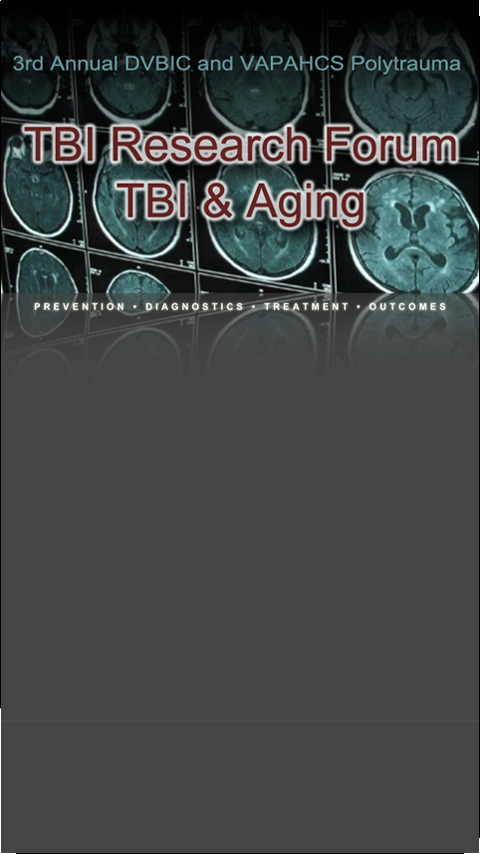 3rd Annual DVBIC and VAPAHCS Polytrauma
TBI Research Forum
TBI & Aging
PREVENTION • DIAGNOSTICS • TREATMENT • OUTCOMES